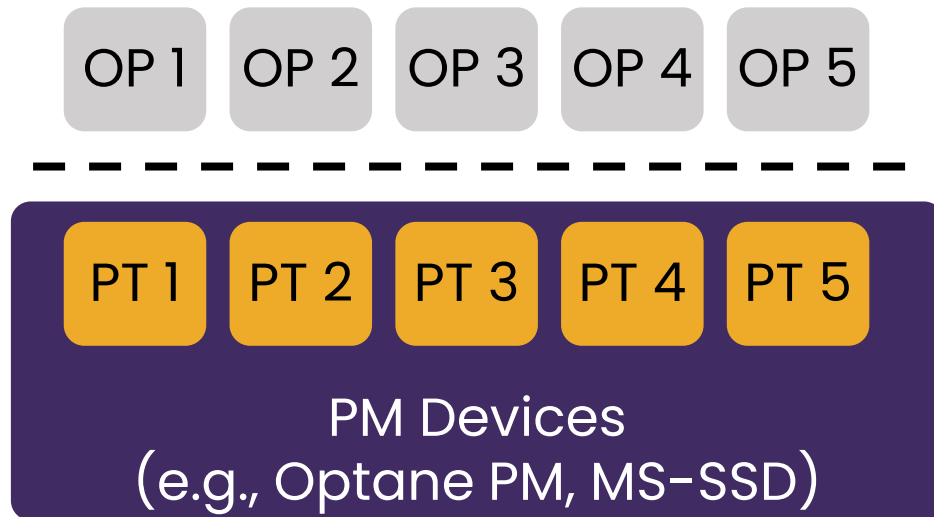 OP 1 OP 2 OP 3 OP 4 OP 5
PT 1 PT 2 PT 3 PT 4 PT 5
PM Devices
(e.g., Optane PM, MS-SSD)